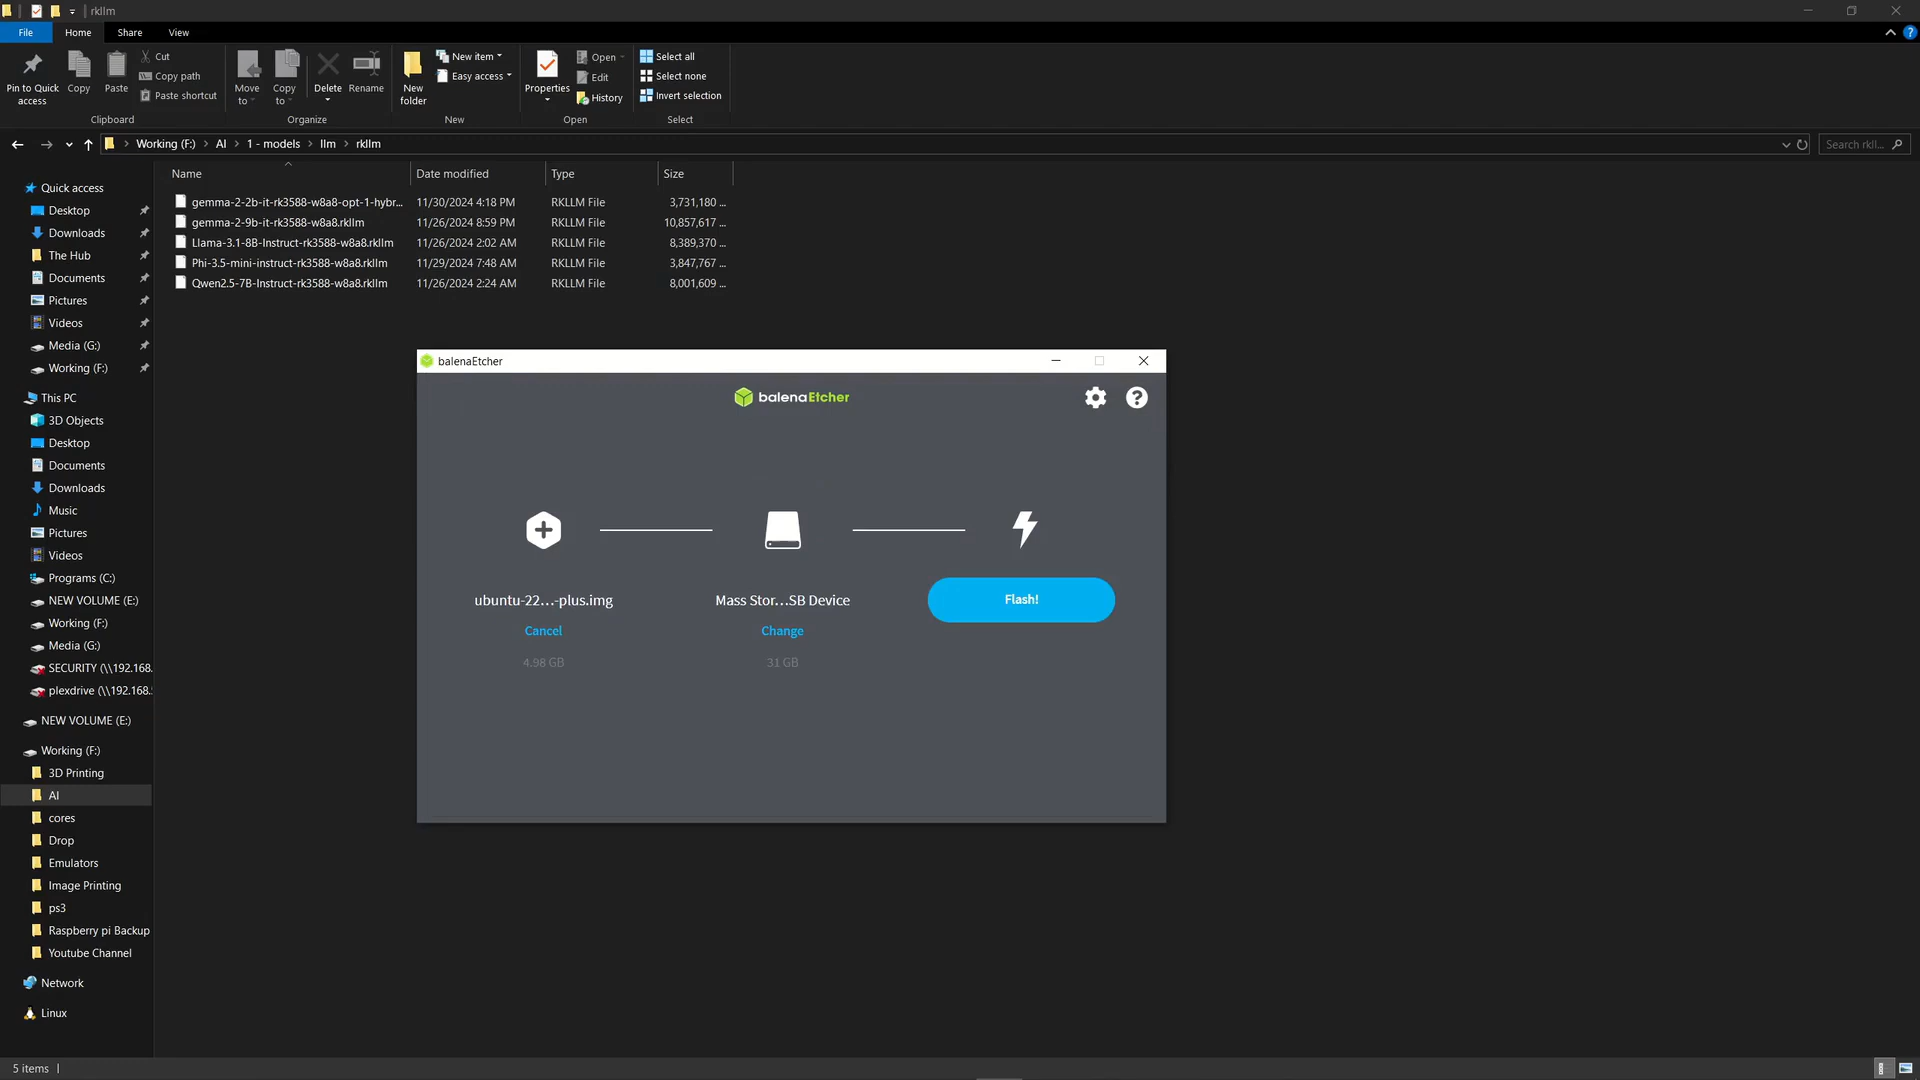 rkllm
File Home Share View
Pin to Quick access
Copy
Paste
Cut
Copy path
Paste shortcut
Clipboard
Move to
Copy to
Delete
Rename
Organize
New folder
New item
Easy access
New
Properties
Open
Edit
History
Open
Select all
Select none
Invert selection
Select
Working (F:) > AI > 1 - models > llm > rkllm
Search rkll...
Name Date modified Type Size
gemma-2-2b-it-rk3588-w8a8-opt-1-hybr... 11/30/2024 4:18 PM RKLLM File 3,731,180 ...
gemma-2-9b-it-rk3588-w8a8.rkllm 11/26/2024 8:59 PM RKLLM File 10,857,617 ...
Llama-3.1-8B-Instruct-rk3588-w8a8.rkllm 11/26/2024 2:02 AM RKLLM File 8,389,370 ...
Phi-3.5-mini-instruct-rk3588-w8a8.rkllm 11/29/2024 7:48 AM RKLLM File 3,847,767 ...
Qwen2.5-7B-Instruct-rk3588-w8a8.rkllm 11/26/2024 2:24 AM RKLLM File 8,001,609 ...
Quick access
Desktop
Downloads
The Hub
Documents
Pictures
Videos
Media (G:)
Working (F:)
This PC
3D Objects
Desktop
Documents
Downloads
Music
Pictures
Videos
Programs (C:)
NEW VOLUME (E:)
Working (F:)
Media (G:)
SECURITY (\\192.168.
plexdrive (\\192.168.
NEW VOLUME (E:)
Working (F:)
3D Printing
AI
cores
Drop
Emulators
Image Printing
ps3
Raspberry pi Backup
Youtube Channel
Network
Linux
balenaEtcher
balenaEtcher
ubuntu-22...-plus.img
Cancel
4.98 GB
Mass Stor...SB Device
Change
31 GB
Flash!
5 items